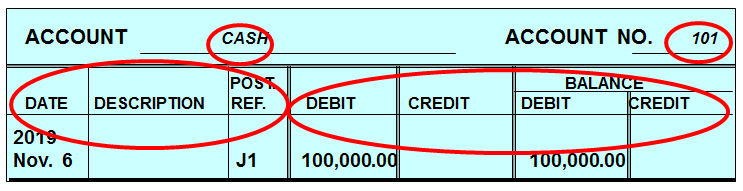 ACCOUNT CASH ACCOUNT NO. 101
POST. BALANCE
DATE DESCRIPTION REF. DEBIT CREDIT DEBIT CREDIT
2019
Nov. 6 J1 100,000.00 100,000.00